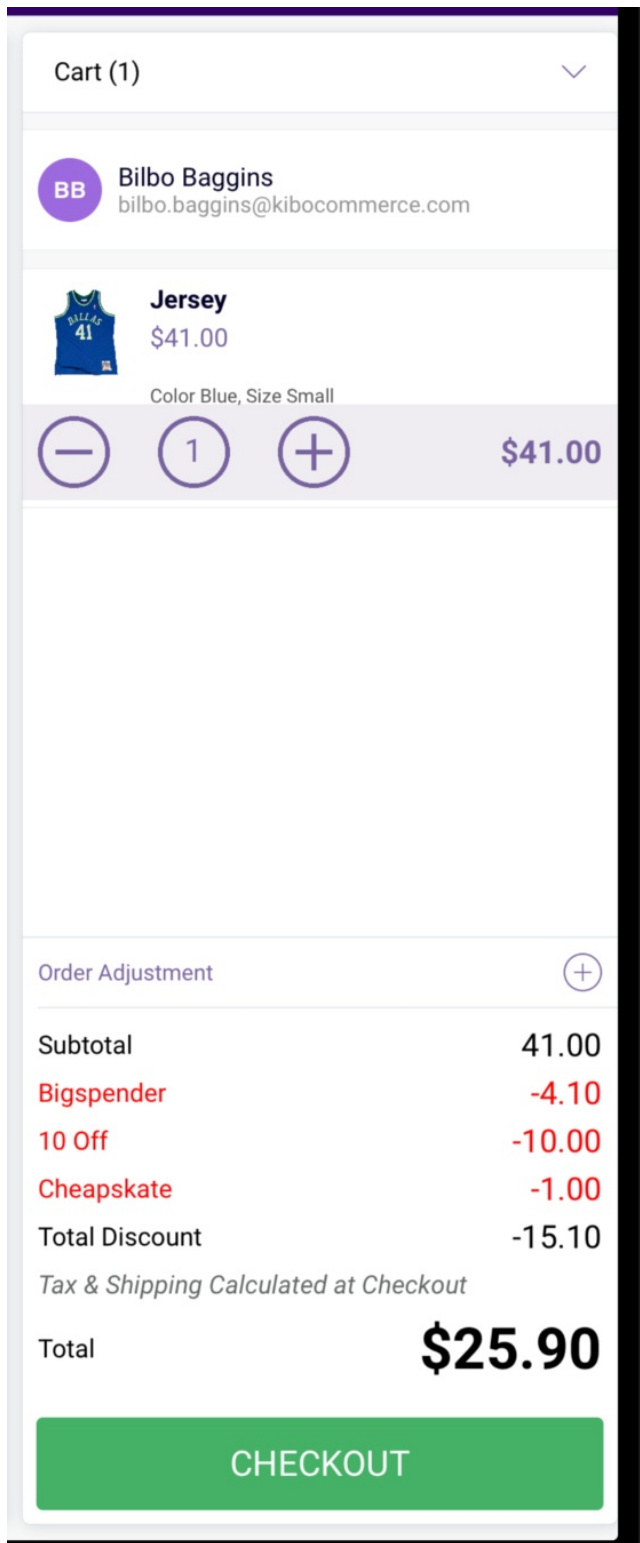 Cart (1)
BB
Bilbo Baggins
bilbo.baggins@kibocommerce.com
DALLAS
41
Jersey
$41.00
Color Blue, Size Small
1
$41.00
Order Adjustment
Subtotal 41.00
Bigspender -4.10
10 Off -10.00
Cheapskate -1.00
Total Discount -15.10
Tax & Shipping Calculated at Checkout
Total $25.90
CHECKOUT